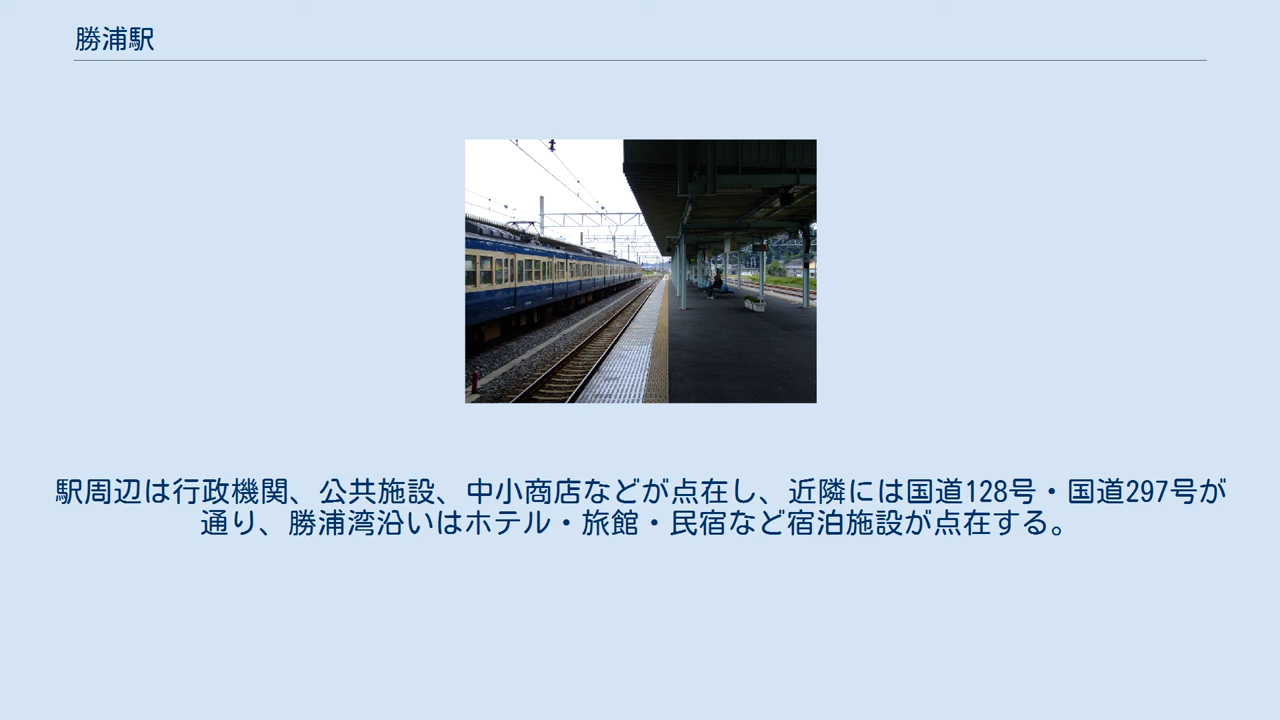 勝浦駅
駅周辺は行政機関、公共施設、中小商店などが点在し、近隣には国道128号・国道297号が
通り、勝浦湾沿いはホテル・旅館・民宿など宿泊施設が点在する。